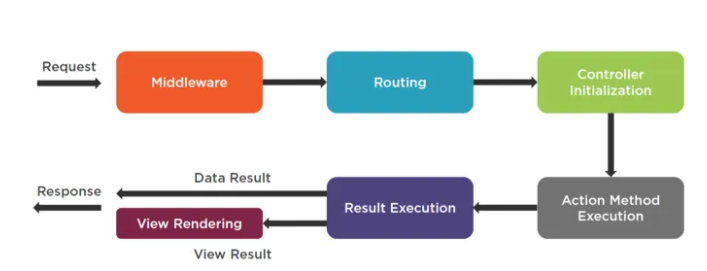 Request
Middleware
Routing
Controller
Initialization
Data Result
Response
View Rendering
Result Execution
Action Method
Execution
View Result